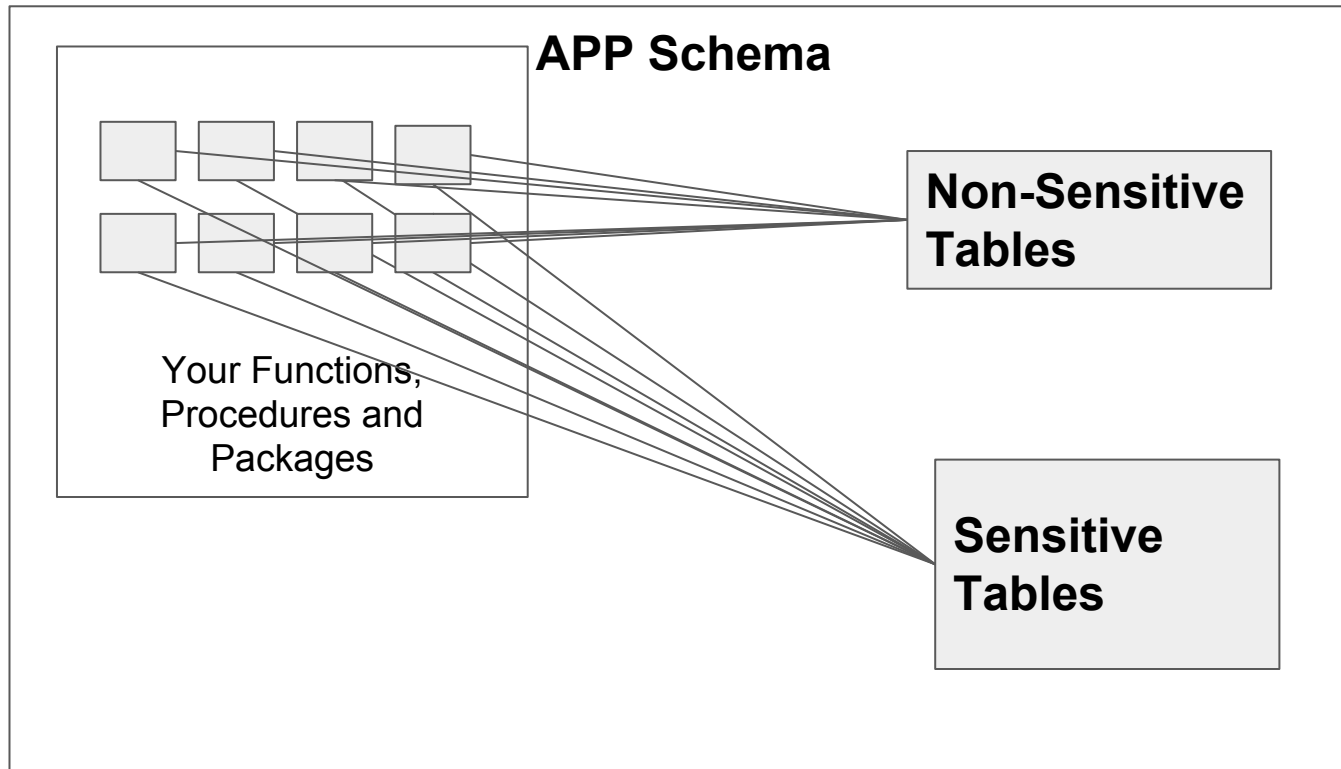 APP Schema
Non-Sensitive
Tables
Your Functions,
Procedures and
Packages
Sensitive
Tables